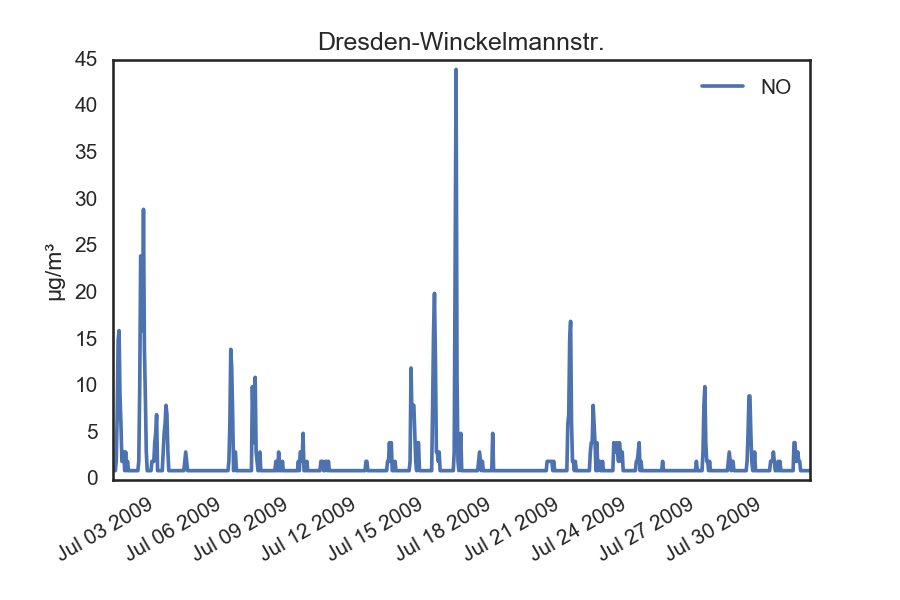 Dresden-Winckelmannstr.
45
40
35
30
25
20
15
10
5
0
µg/m³
NO
Jul 03 2009
Jul 06 2009
Jul 09 2009
Jul 12 2009
Jul 15 2009
Jul 18 2009
Jul 21 2009
Jul 24 2009
Jul 27 2009
Jul 30 2009